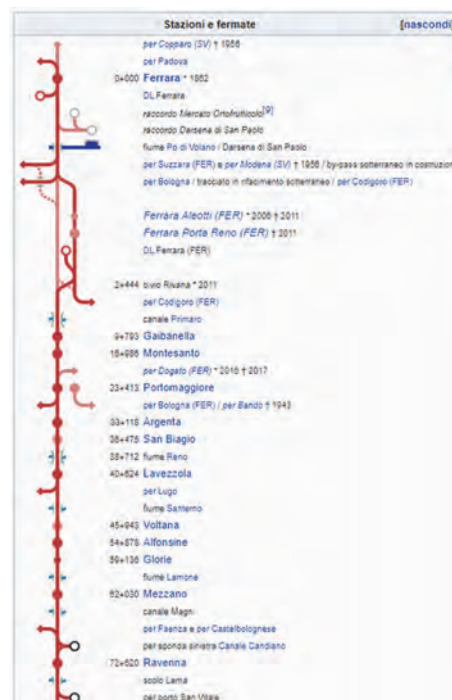 Stazioni e fermate [nascondi
per Copparo (SV) † 1956
per Padova
0+000 Ferrara * 1862
DL Ferrara
raccordo Mercato Ortofrutticolo[9]
raccordo Darsena di San Paolo
fiume Po di Volano / Darsena di San Paolo
per Suzzara (FER) e per Modena (SV) † 1956 / by-pass sotterraneo in costruzion
per Bologna / tracciato in rifacimento sotterraneo / per Codigoro (FER)
Ferrara Aleotti (FER) * 2006 † 2011
Ferrara Porta Reno (FER) † 2011
DL Ferrara (FER)
2+444 bivio Rivana * 2011
per Codigoro (FER)
canale Primaro
9+793 Gaibanella
16+986 Montesanto
per Dogato (FER) * 2016 † 2017
23+413 Portomaggiore
per Bologna (FER) / per Bando † 1943
33+118 Argenta
36+475 San Biagio
38+712 fiume Reno
40+624 Lavezzola
per Lugo
fiume Santerno
45+943 Voltana
54+878 Alfonsine
59+136 Glorie
fiume Lamone
62+030 Mezzano
canale Magni
per Faenza e per Castelbolognese
per sponda sinistra Canale Candiano
72+620 Ravenna
scolo Lama
per porto San Vitale